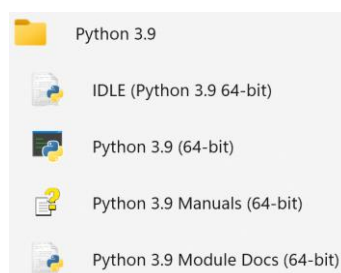 Python 3.9
IDLE (Python 3.9 64-bit)
Python 3.9 (64-bit)
Python 3.9 Manuals (64-bit)
Python 3.9 Module Docs (64-bit)